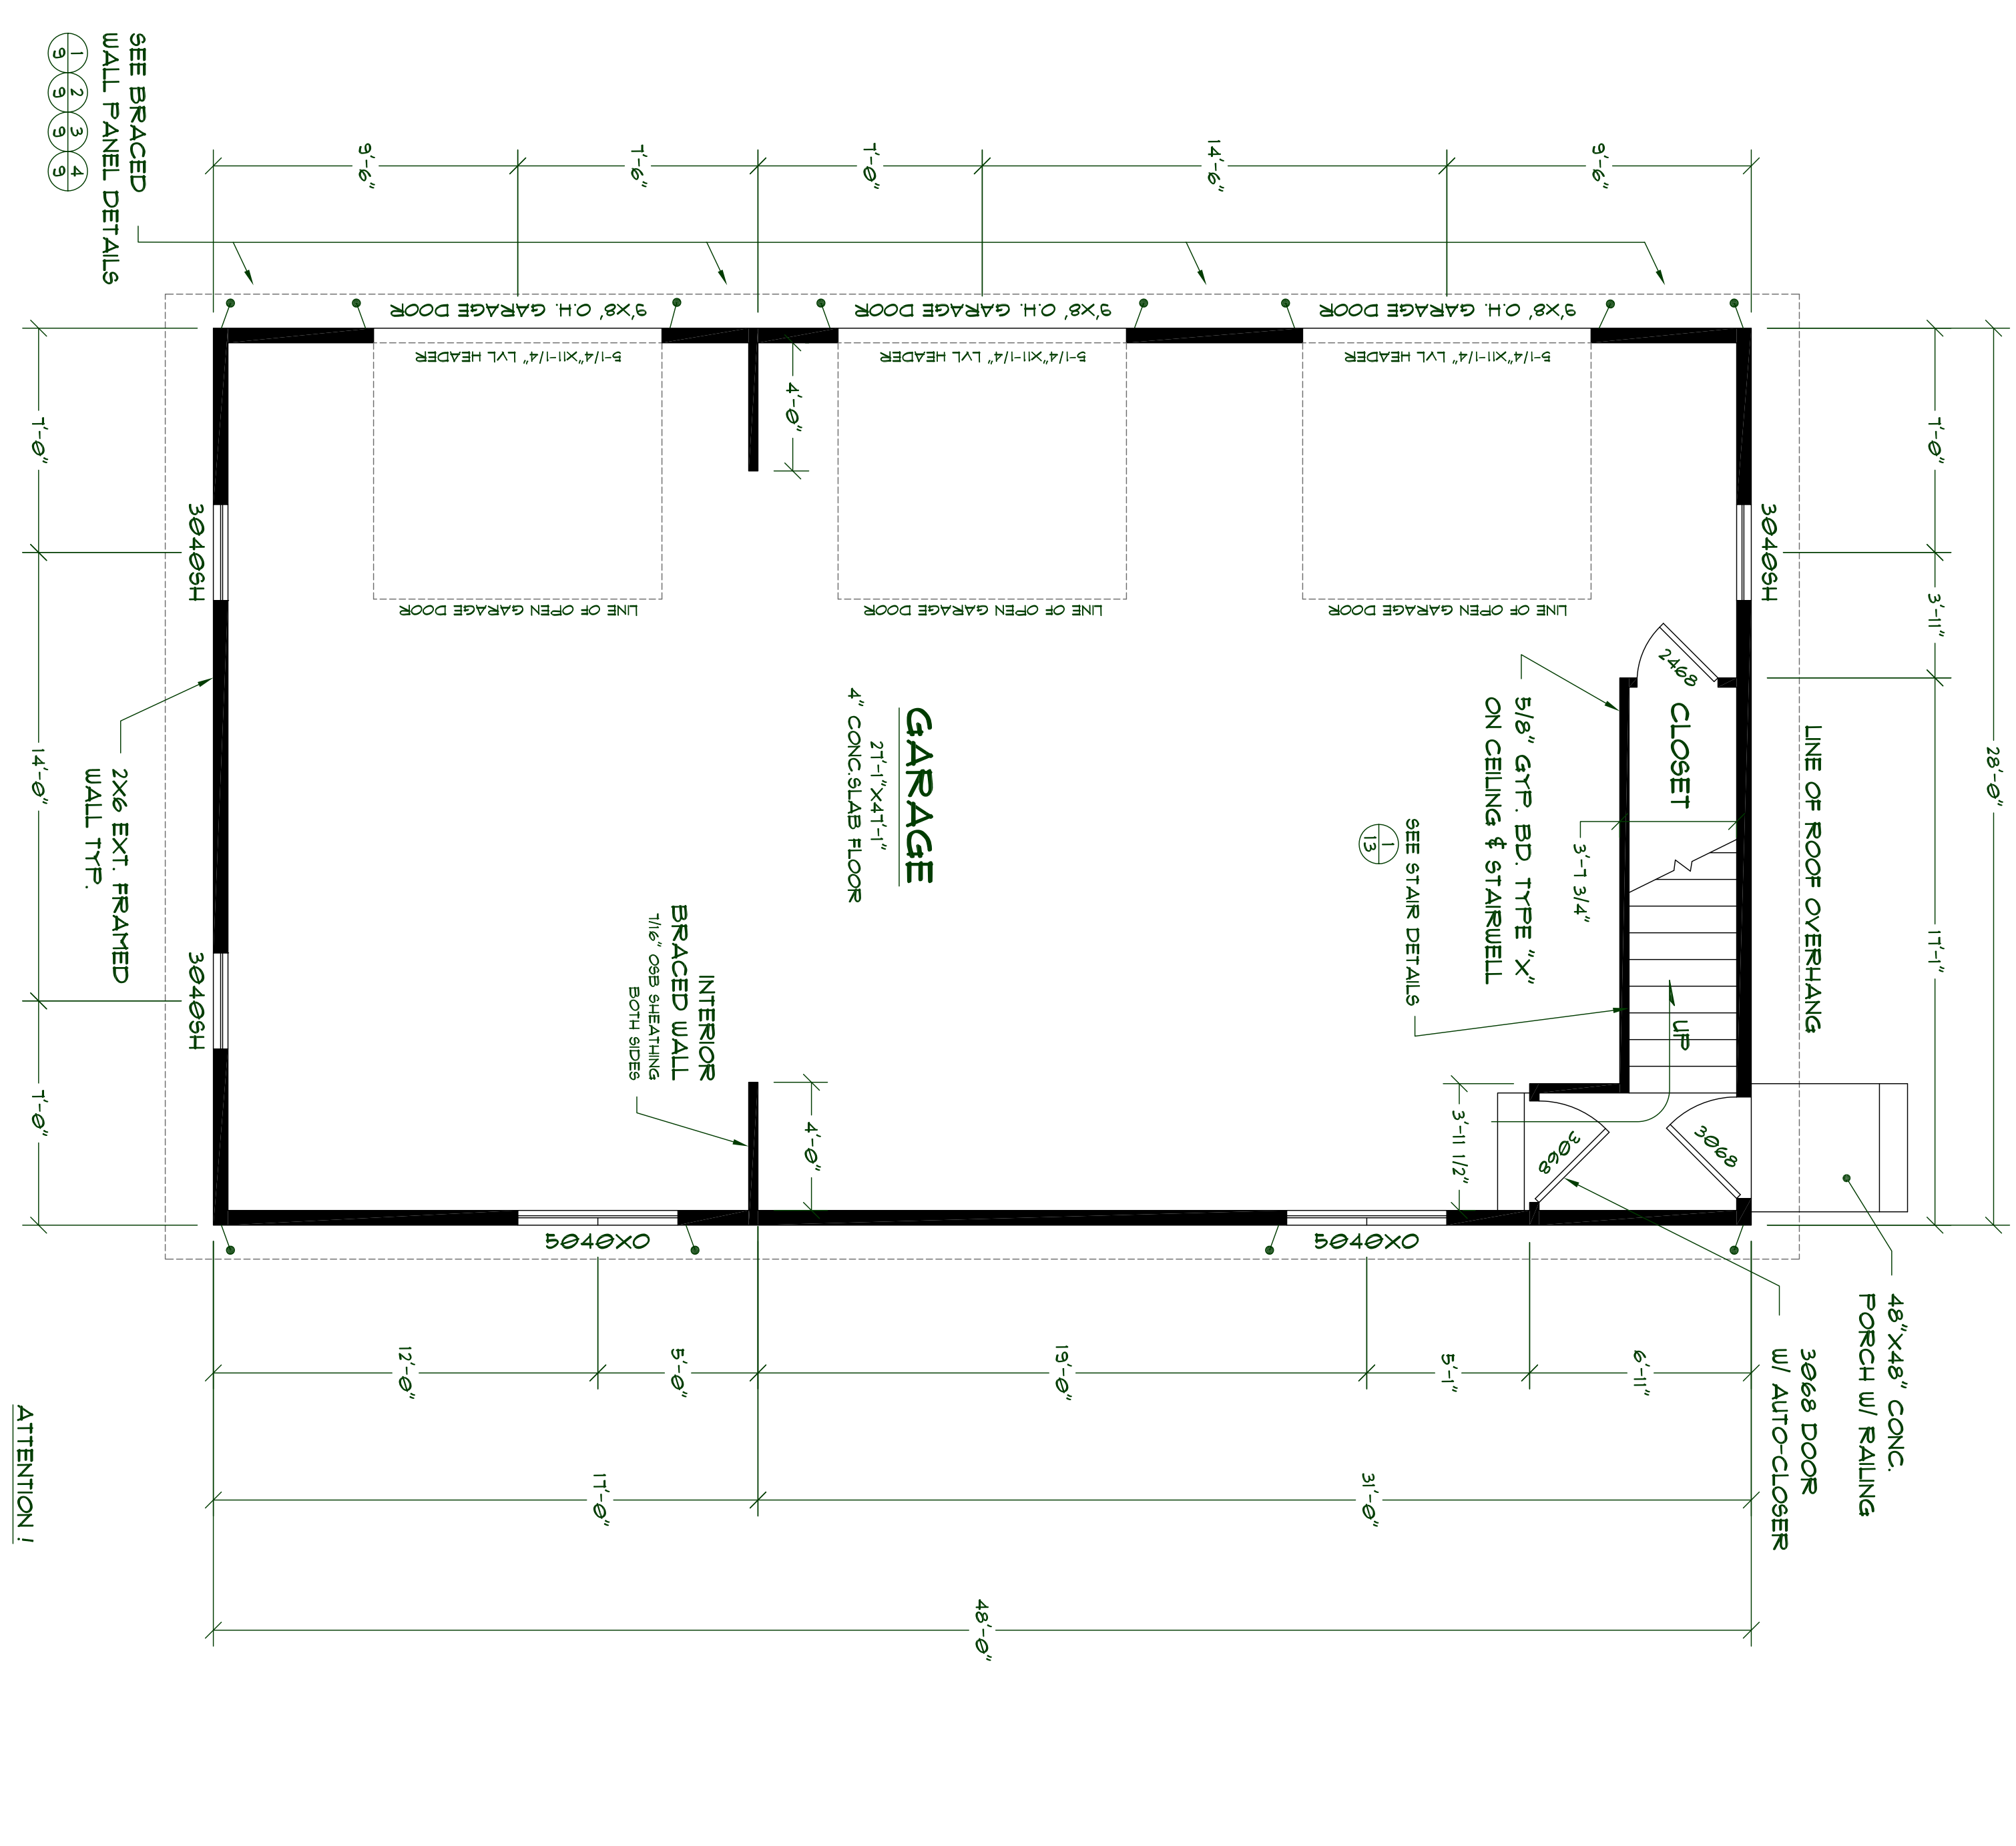 SEE BRACED
WALL PANEL DETAILS
1 2 3 4
9 9 9 9
9'-6"
7'-6"
7'-0"
14'-6"
9'-6"
9'X8' O.H. GARAGE DOOR
9'X8' O.H. GARAGE DOOR
9'X8' O.H. GARAGE DOOR
5-1/4"X11-1/4" LVL HEADER
5-1/4"X11-1/4" LVL HEADER
5-1/4"X11-1/4" LVL HEADER
LINE OF OPEN GARAGE DOOR
LINE OF OPEN GARAGE DOOR
LINE OF OPEN GARAGE DOOR
4'-0"
7'-0"
14'-0"
7'-0"
3040SH
3040SH
2X6 EXT. FRAMED
WALL TYP.
GARAGE
27'-1"X47'-1"
4" CONC.SLAB FLOOR
INTERIOR
BRACED WALL
7/16" OSB SHEATHING
BOTH SIDES
4'-0"
5/8" GYP. BD. TYPE "X"
ON CEILING & STAIRWELL
SEE STAIR DETAILS
1
13
3'-7 3/4"
CLOSET
2468
UP
3'-11 1/2"
3068
3068
3040SH
LINE OF ROOF OVERHANG
7'-0"
3'-11"
17'-1"
28'-0"
5040XO
5040XO
48"X48" CONC.
PORCH W/ RAILING
3068 DOOR
W/ AUTO-CLOSER
12'-0"
5'-0"
19'-0"
5'-1"
6'-11"
17'-0"
31'-0"
48'-0"
ATTENTION !